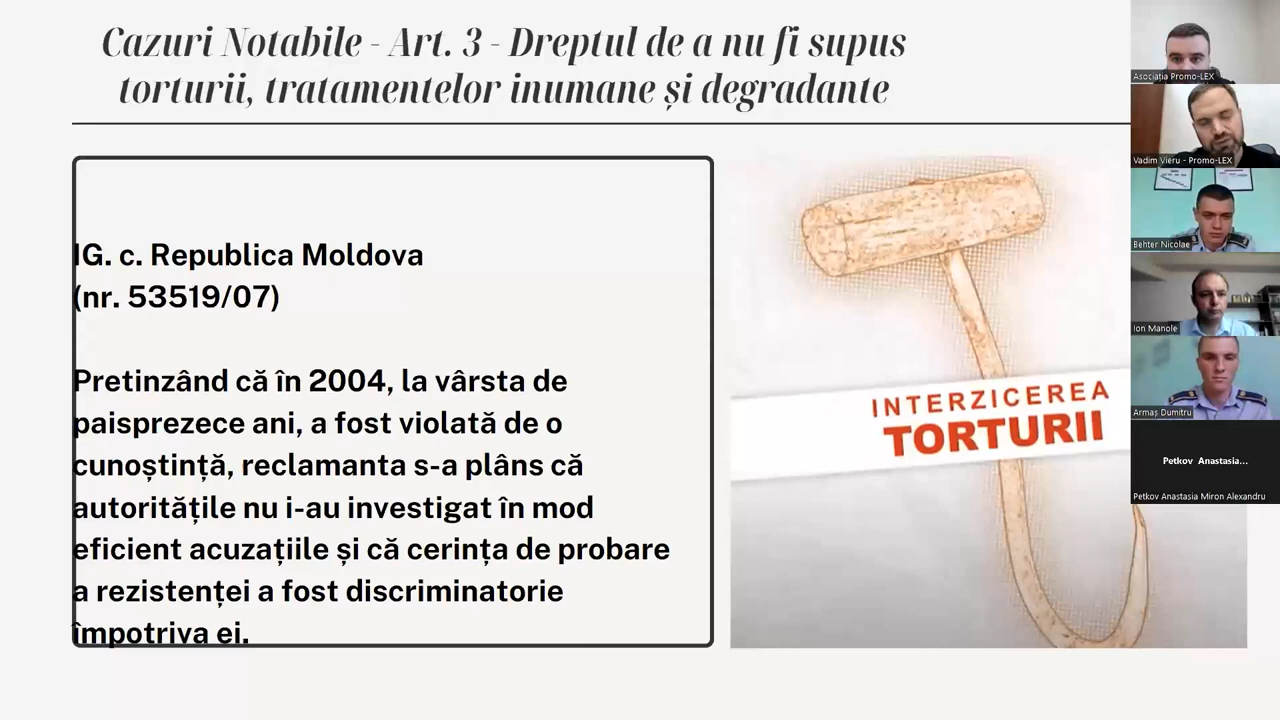 Cazuri Notabile - Art. 3 - Dreptul de a nu fi supus
torturii, tratamentelor inumane și degradante
IG. c. Republica Moldova
(nr. 53519/07)
Pretinzând că în 2004, la vârsta de
paisprezece ani, a fost violată de o
cunoștință, reclamanta s-a plâns că
autoritățile nu i-au investigat în mod
eficient acuzațiile și că cerința de probare
a rezistenței a fost discriminatorie
împotriva ei.
INTERZICEREA
TORTURII
Asociația Promo-LEX
Vadim Vieru - Promo-LEX
Behter Nicolae
Ion Manole
Armaș Dumitru
Petkov Anastasia...
Petkov Anastasia Miron Alexandru